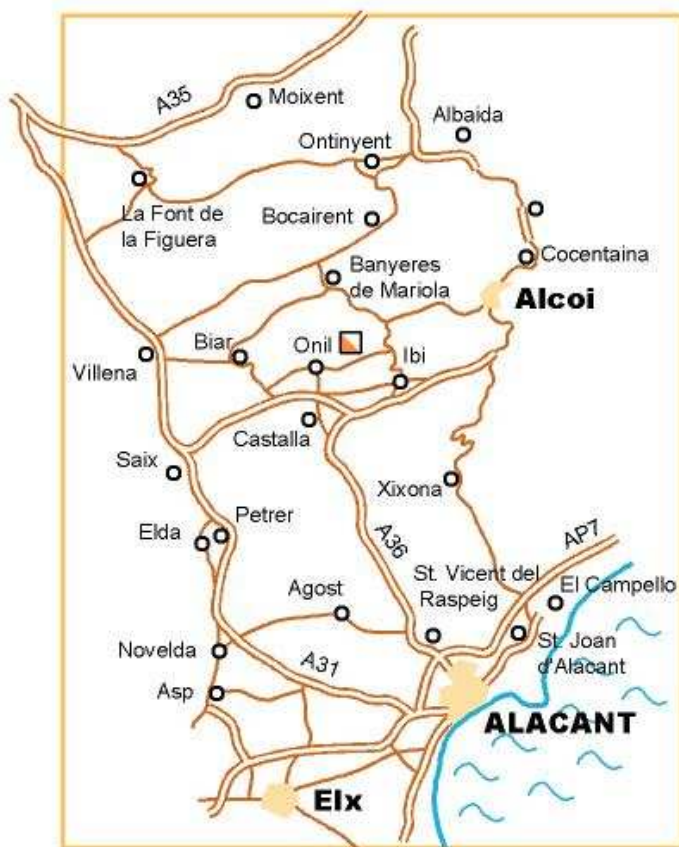 A35
Moixent
Albaida
Ontinyent
La Font de
la Figuera
Bocairent
Cocentaina
Banyeres
de Mariola
Alcoi
Biar
Onil
Ibi
Villena
Castalla
Saix
Xixona
Petrer
Elda
A36
AP7
St. Vicent del
Raspeig
El Campello
Agost
St. Joan
d'Alacant
Novelda
A31
Asp
ALACANT
Elx